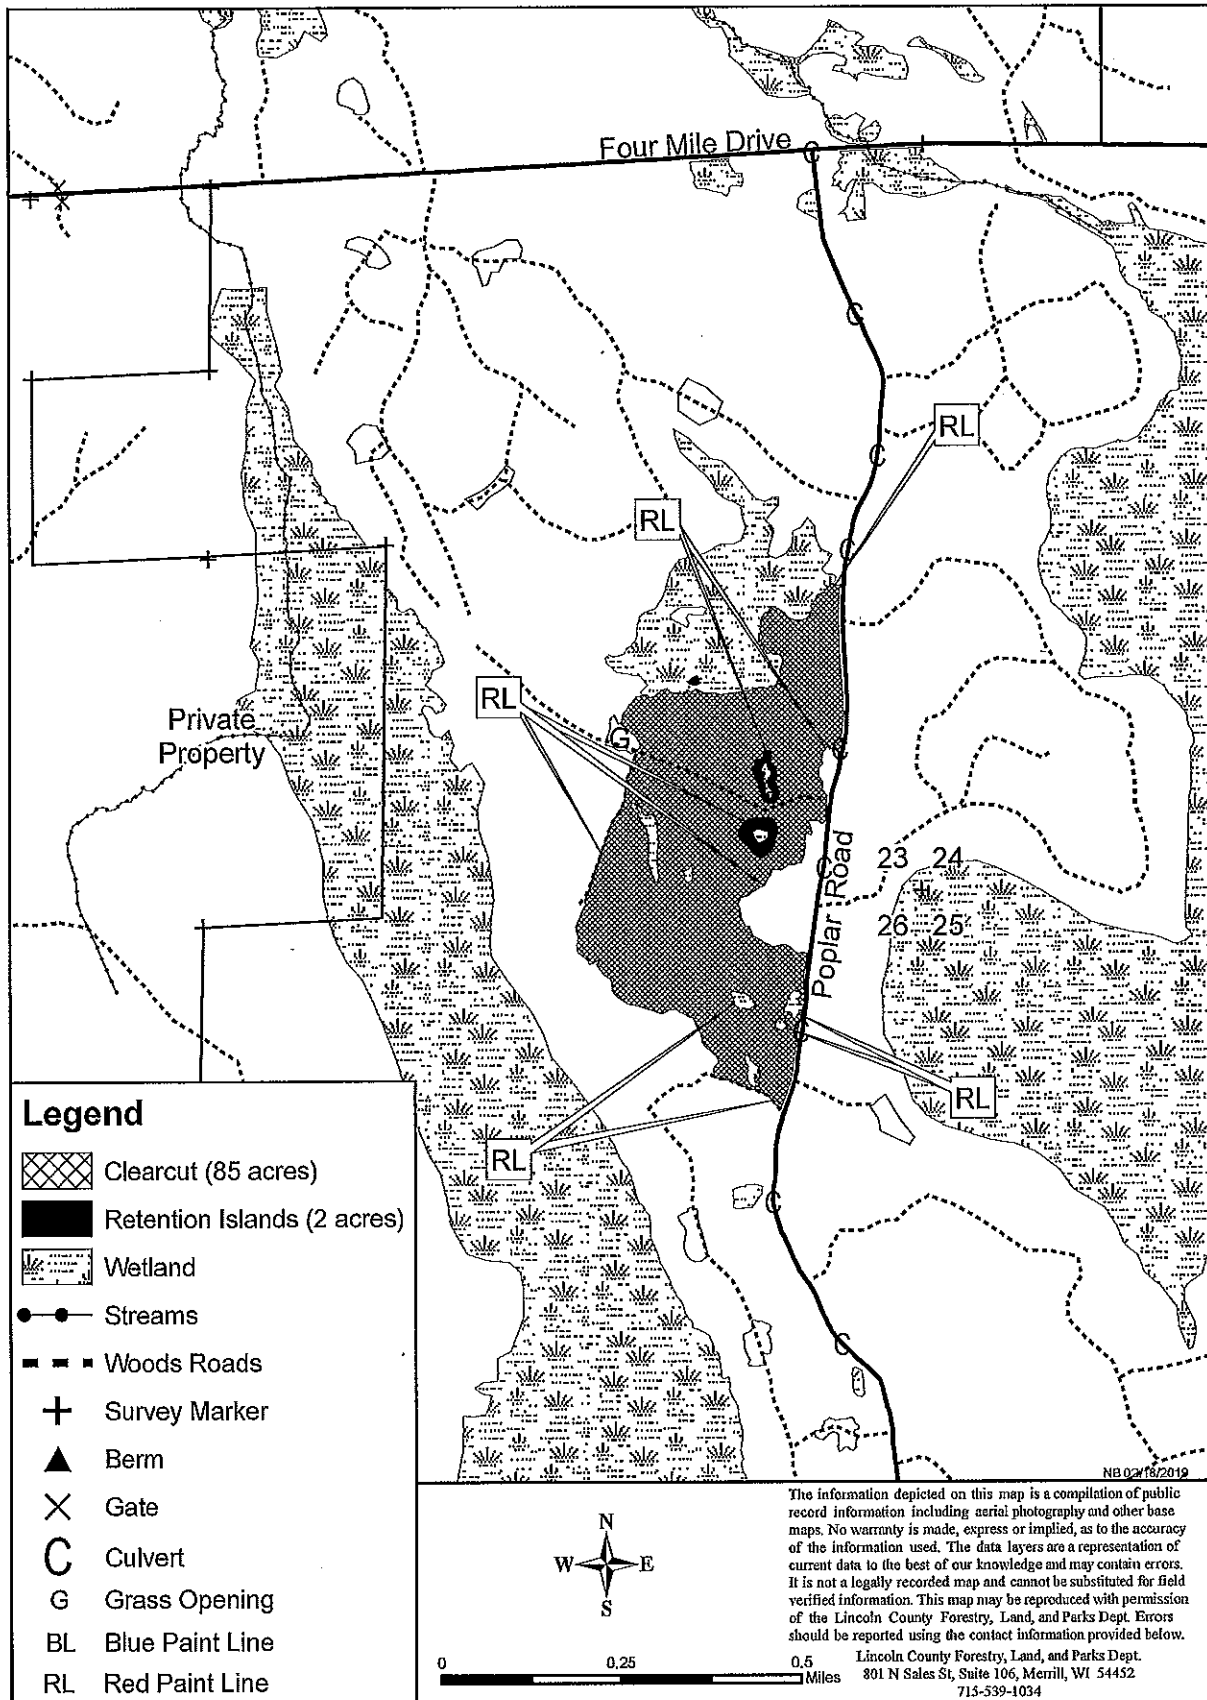 Four Mile Drive
C
C
RL
C
RL
C
RL
Private
Property
G
C
C
Poplar Road
23 24
26 25
C
RL
RL
C
C
Legend
Clearcut (85 acres)
Retention Islands (2 acres)
Wetland
Streams
Woods Roads
Survey Marker
Berm
Gate
C Culvert
G Grass Opening
BL Blue Paint Line
RL Red Paint Line
N
W E
S
0 0.25 0.5
Miles
NB 02/18/2019
The information depicted on this map is a compilation of public
record information including aerial photography and other base
maps. No warranty is made, express or implied, as to the accuracy
of the information used. The data layers are a representation of
current data to the best of our knowledge and may contain errors.
It is not a legally recorded map and cannot be substituted for field
verified information. This map may be reproduced with permission
of the Lincoln County Forestry, Land, and Parks Dept. Errors
should be reported using the contact information provided below.
Lincoln County Forestry, Land, and Parks Dept.
801 N Sales St, Suite 106, Merrill, WI 54452
715-539-1034